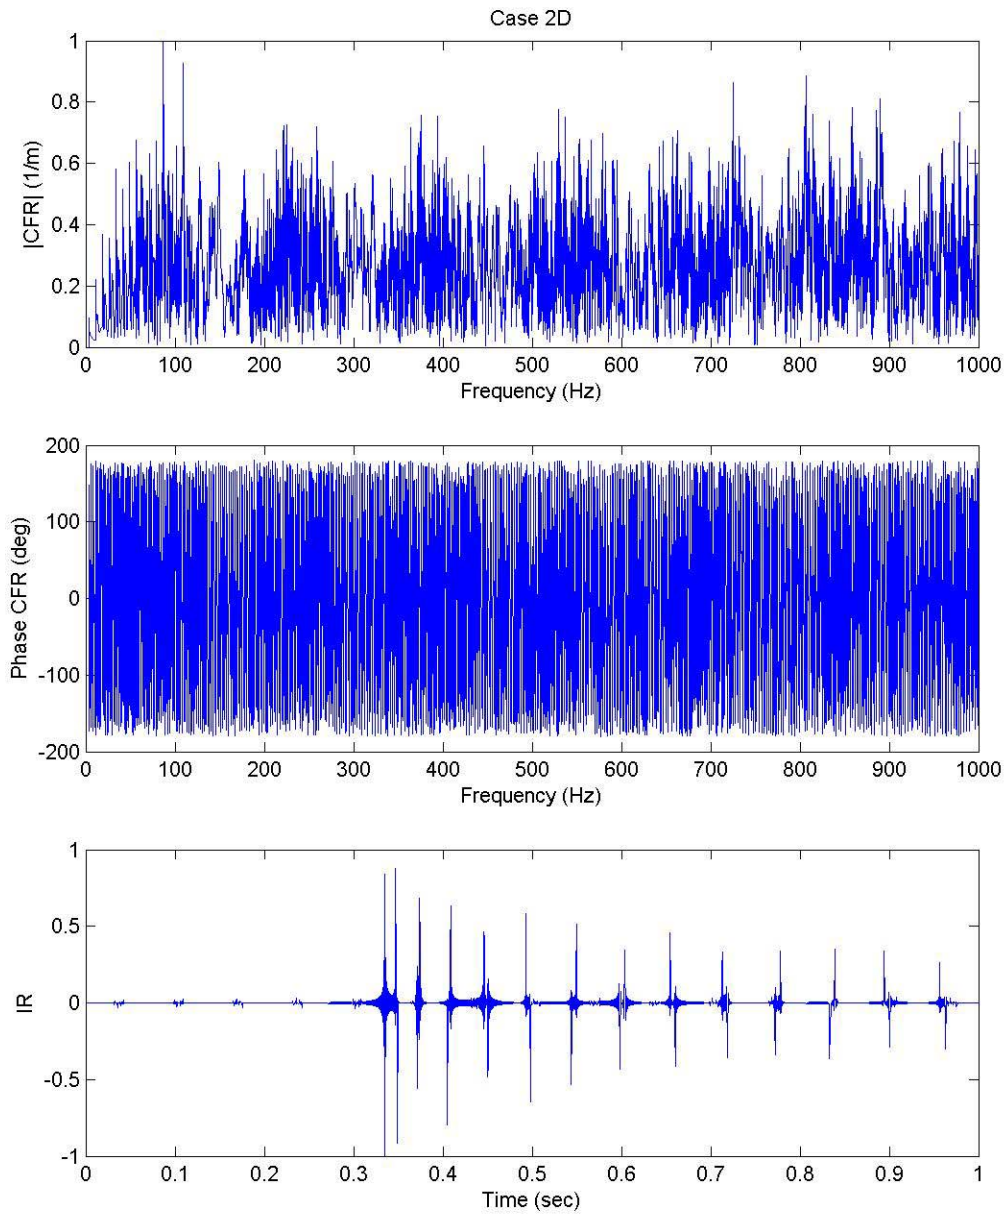 Case 2D
1
0.8
0.6
0.4
0.2
0
|CFR| (1/m)
0 100 200 300 400 500 600 700 800 900 1000
Frequency (Hz)
200
100
0
-100
-200
Phase CFR (deg)
0 100 200 300 400 500 600 700 800 900 1000
Frequency (Hz)
1
0.5
0
-0.5
-1
IR
0 0.1 0.2 0.3 0.4 0.5 0.6 0.7 0.8 0.9 1
Time (sec)